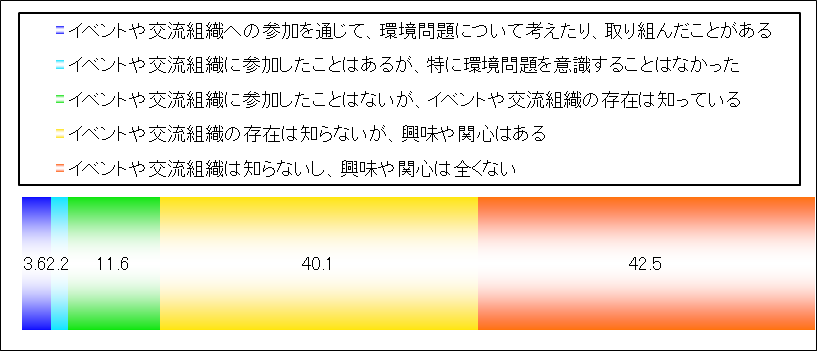 イベントや交流組織への参加を通じて、環境問題について考えたり、取り組んだことがある
イベントや交流組織に参加したことはあるが、特に環境問題を意識することはなかった
イベントや交流組織に参加したことはないが、イベントや交流組織の存在は知っている
イベントや交流組織の存在は知らないが、興味や関心はある
イベントや交流組織は知らないし、興味や関心は全くない
3.6 2.2 11.6 40.1 42.5